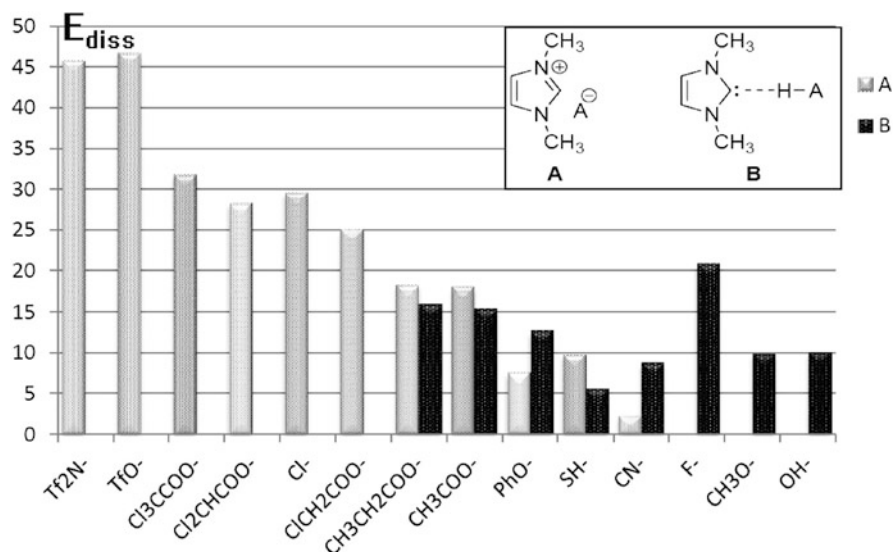 E diss
50
45
40
35
30
25
20
15
10
5
0
CH3
N
⊕
N
A ⊖
CH3
A
CH3
N
: ---H—A
N
CH3
B
A
B
Tf2N-
TfO-
Cl3CCOO-
Cl2CHCOO-
Cl-
ClCH2COO-
CH3CH2COO-
CH3COO-
PhO-
SH-
CN-
F-
CH3O-
OH-